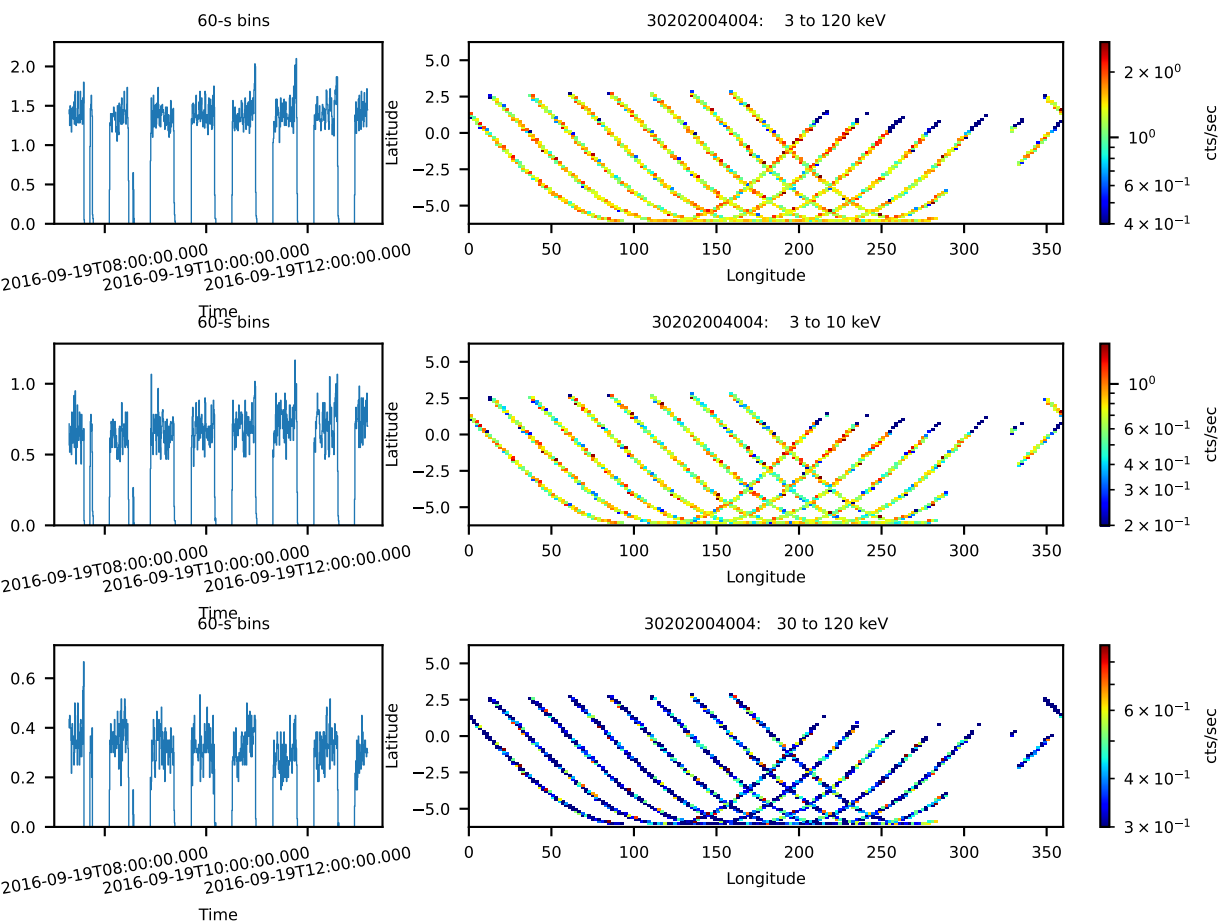 60-s bins
30202004004: 3 to 120 keV
2.0
1.5
1.0
0.5
0.0
2016-09-19T08:00:00.000
2016-09-19T10:00:00.000
2016-09-19T12:00:00.000
Time
Latitude
5.0
2.5
0.0
−2.5
−5.0
0 50 100 150 200 250 300 350
Longitude
2 × 10⁰
10⁰
6 × 10⁻¹
4 × 10⁻¹
cts/sec
60-s bins
30202004004: 3 to 10 keV
1.0
0.5
0.0
2016-09-19T08:00:00.000
2016-09-19T10:00:00.000
2016-09-19T12:00:00.000
Time
Latitude
5.0
2.5
0.0
−2.5
−5.0
0 50 100 150 200 250 300 350
Longitude
10⁰
6 × 10⁻¹
4 × 10⁻¹
3 × 10⁻¹
2 × 10⁻¹
cts/sec
60-s bins
30202004004: 30 to 120 keV
0.6
0.4
0.2
0.0
2016-09-19T08:00:00.000
2016-09-19T10:00:00.000
2016-09-19T12:00:00.000
Time
Latitude
5.0
2.5
0.0
−2.5
−5.0
0 50 100 150 200 250 300 350
Longitude
6 × 10⁻¹
4 × 10⁻¹
3 × 10⁻¹
cts/sec